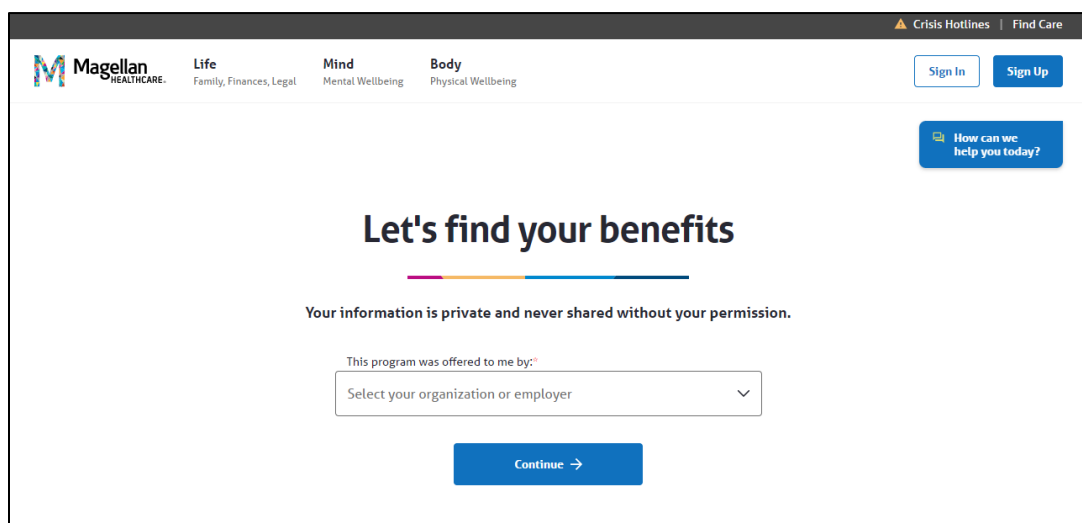 Crisis Hotlines | Find Care
Magellan
HEALTHCARE.
Life
Family, Finances, Legal
Mind
Mental Wellbeing
Body
Physical Wellbeing
Sign In
Sign Up
How can we
help you today?
Let's find your benefits
Your information is private and never shared without your permission.
This program was offered to me by:*
Select your organization or employer
Continue →